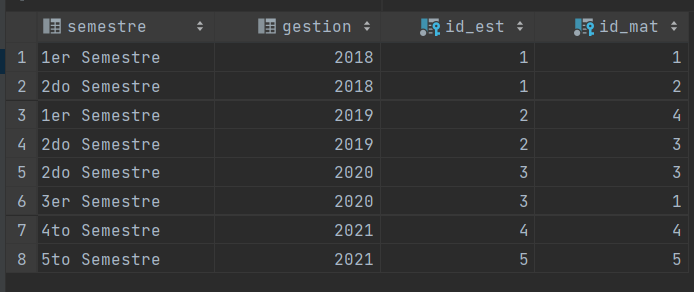 semestre gestion id_est id_mat
1 1er Semestre 2018 1 1
2 2do Semestre 2018 1 2
3 1er Semestre 2019 2 4
4 2do Semestre 2019 2 3
5 2do Semestre 2020 3 3
6 3er Semestre 2020 3 1
7 4to Semestre 2021 4 4
8 5to Semestre 2021 5 5